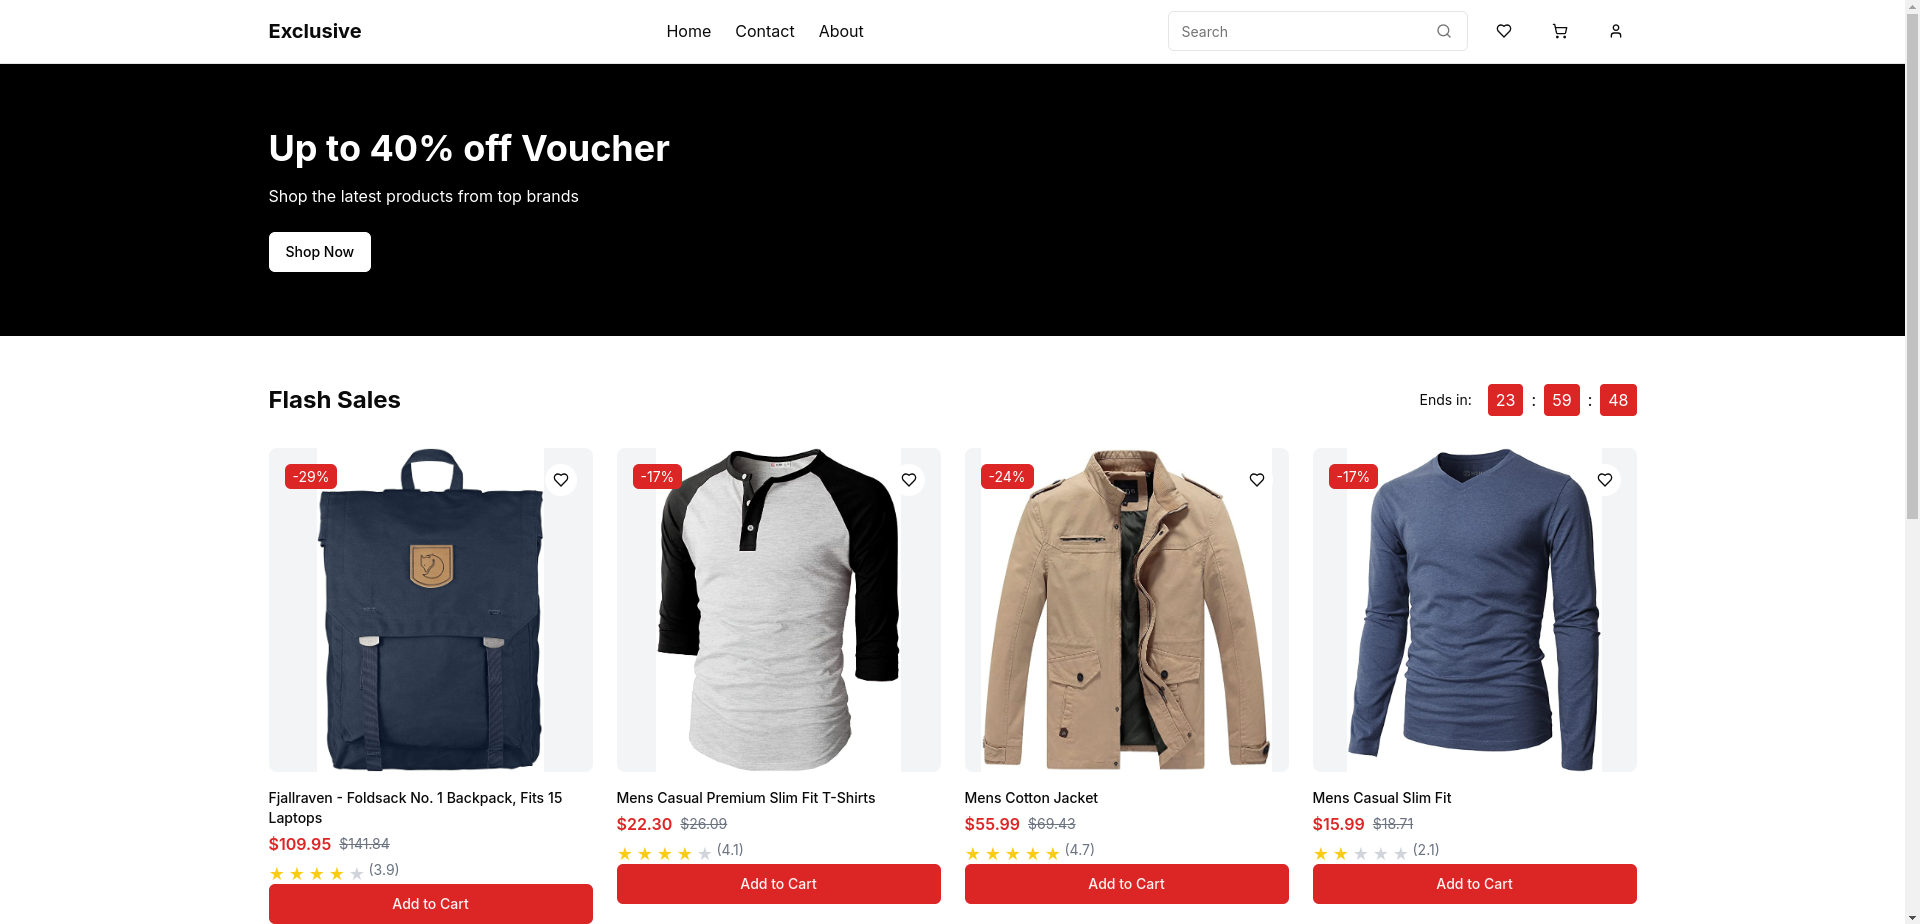 Exclusive
Home Contact About
Search
Up to 40% off Voucher
Shop the latest products from top brands
Shop Now
Flash Sales
Ends in: 23 : 59 : 48
-29%
-17%
-24%
-17%
Fjallraven - Foldsack No. 1 Backpack, Fits 15
Laptops
$109.95 $141.84
(3.9)
Add to Cart
Mens Casual Premium Slim Fit T-Shirts
$22.30 $26.09
(4.1)
Add to Cart
Mens Cotton Jacket
$55.99 $69.43
(4.7)
Add to Cart
Mens Casual Slim Fit
$15.99 $18.71
(2.1)
Add to Cart